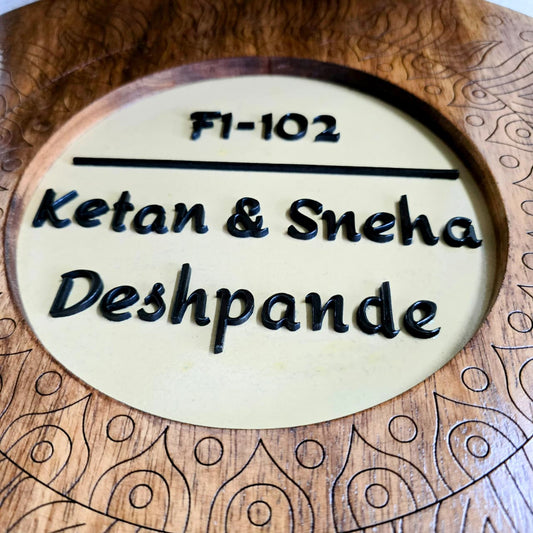 F1-102
Ketan & Sneha
Deshpande